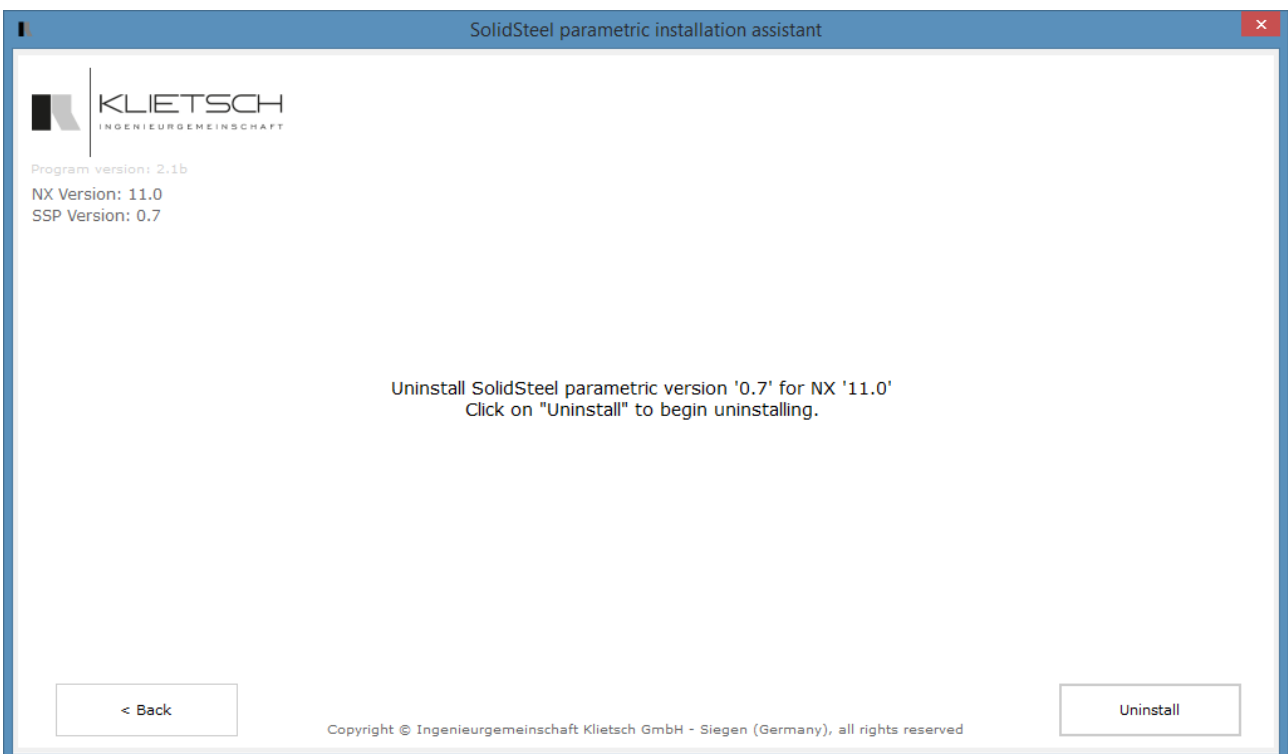 SolidSteel parametric installation assistant
KLIETSCH
INGENIEURGEMEINSCHAFT
Program version: 2.1b
NX Version: 11.0
SSP Version: 0.7
Uninstall SolidSteel parametric version '0.7' for NX '11.0'
Click on "Uninstall" to begin uninstalling.
< Back
Uninstall
Copyright © Ingenieurgemeinschaft Klietsch GmbH - Siegen (Germany), all rights reserved